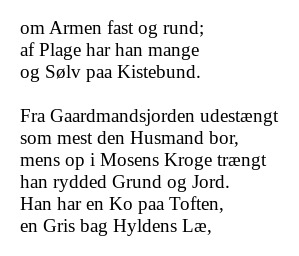 om Armen fast og rund;
af Plage har han mange
og Sølv paa Kistebund.

Fra Gaardmandsjorden udestængt
som mest den Husmand bor,
mens op i Mosens Kroge trængt
han rydded Grund og Jord.
Han har en Ko paa Toften,
en Gris bag Hyldens Læ,